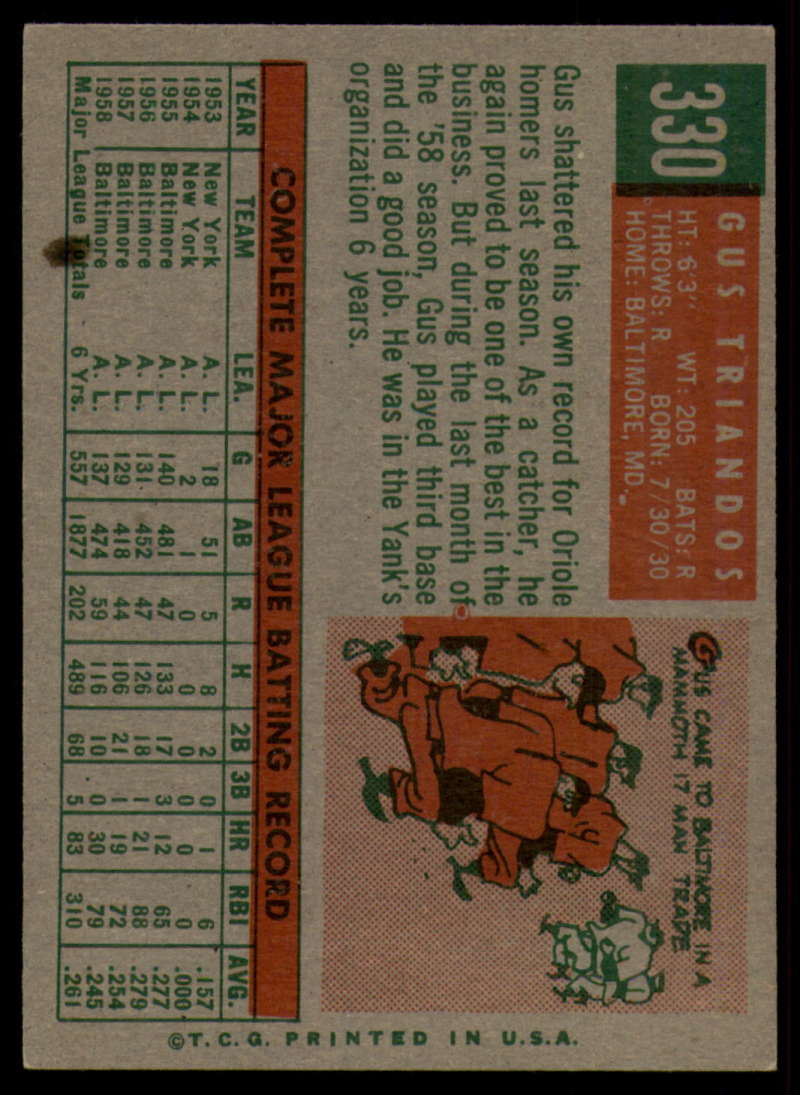 330
GUS TRIANDOS
HT: 6'3" WT: 205 BATS: R
THROWS: R BORN: 7/30/30
HOME: BALTIMORE, MD.
Gus shattered his own record for Oriole
homers last season. As a catcher, he
again proved to be one of the best in the
business. But during the last month of
the '58 season, Gus played third base
and did a good job. He was in the Yank's
organization 6 years.
GUS CAME TO BALTIMORE IN A
MAMMOTH 17 MAN TRADE
COMPLETE MAJOR LEAGUE BATTING RECORD
YEAR TEAM LEA. G AB R H 2B 3B HR RBI AVG.
1953 New York A. L. 18 51 5 8 2 0 1 6 .157
1954 New York A. L. 2 1 0 0 0 0 0 0 .000
1955 Baltimore A. L. 140 481 47 133 17 3 12 65 .277
1956 Baltimore A. L. 131 452 47 126 18 1 21 88 .279
1957 Baltimore A. L. 129 418 44 106 21 1 19 72 .254
1958 Baltimore A. L. 137 474 59 116 10 0 30 79 .245
Major League Totals 6 Yrs. 557 1877 202 489 68 5 83 310 .261
©T. C. G. PRINTED IN U.S.A.